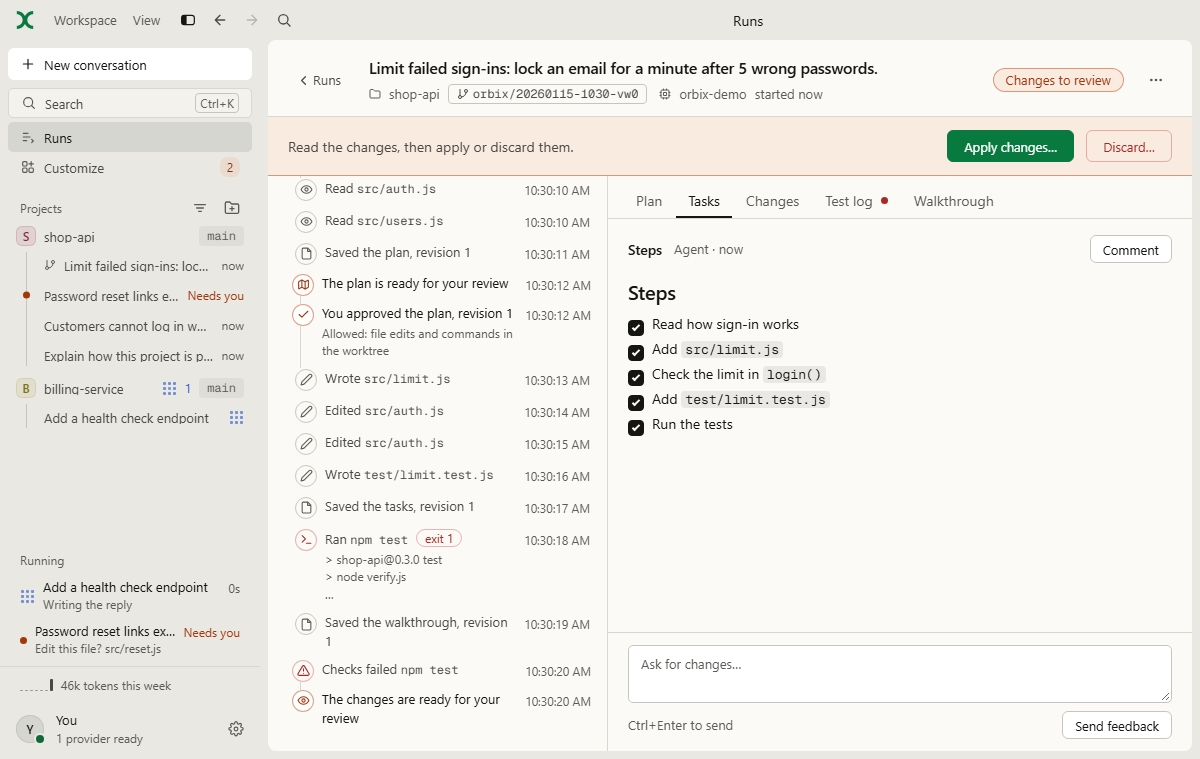 Workspace View
Runs
New conversation
Search Ctrl+K
Runs
Customize 2
Projects
S shop-api main
Limit failed sign-ins: loc... now
Password reset links e... Needs you
Customers cannot log in w... now
Explain how this project is p... now
B billing-service 1 main
Add a health check endpoint
Running
Add a health check endpoint 0s
Writing the reply
Password reset links ex... Needs you
Edit this file? src/reset.js
46k tokens this week
Y You
1 provider ready
Runs
Limit failed sign-ins: lock an email for a minute after 5 wrong passwords.
shop-api orbix/20260115-1030-vw0 orbix-demo started now
Changes to review
Read the changes, then apply or discard them.
Apply changes... Discard...
Read src/auth.js 10:30:10 AM
Read src/users.js 10:30:10 AM
Saved the plan, revision 1 10:30:11 AM
The plan is ready for your review 10:30:12 AM
You approved the plan, revision 1 10:30:12 AM
Allowed: file edits and commands in
the worktree
Wrote src/limit.js 10:30:13 AM
Edited src/auth.js 10:30:14 AM
Edited src/auth.js 10:30:15 AM
Wrote test/limit.test.js 10:30:16 AM
Saved the tasks, revision 1 10:30:17 AM
Ran npm test exit 1 10:30:18 AM
> shop-api@0.3.0 test
> node verify.js
...
Saved the walkthrough, revision 10:30:19 AM
1
Checks failed npm test 10:30:20 AM
The changes are ready for your 10:30:20 AM
review
Plan Tasks Changes Test log Walkthrough
Steps Agent · now Comment
Steps
Read how sign-in works
Add src/limit.js
Check the limit in login()
Add test/limit.test.js
Run the tests
Ask for changes...
Ctrl+Enter to send Send feedback